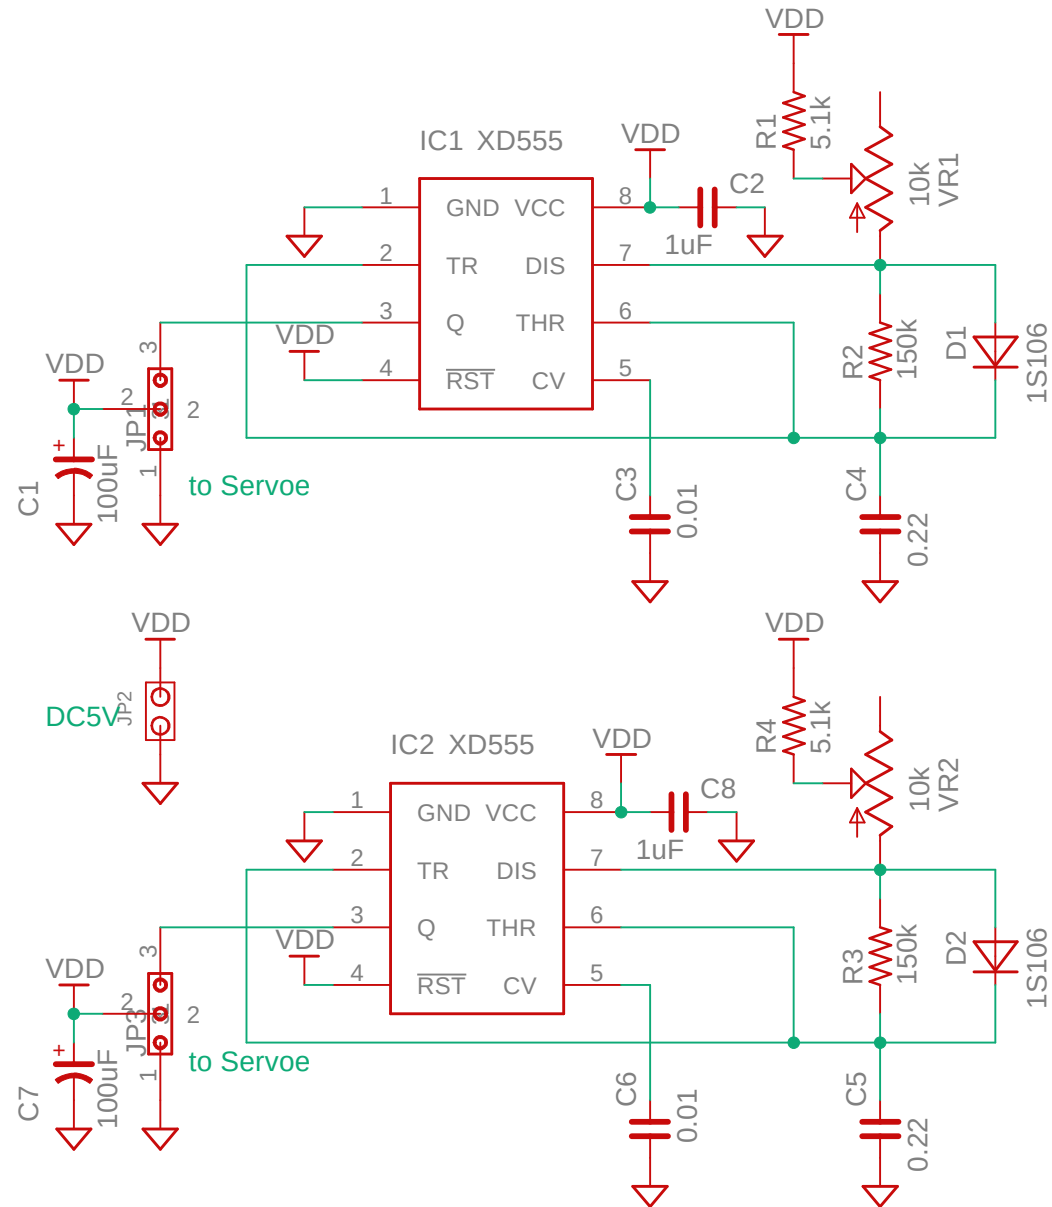 VDD
R1
5.1k
10k
VR1
IC1 XD555
VDD
C2
1uF
1
GND VCC
8
2
TR DIS
7
3
Q THR
6
VDD
4
RST CV
5
R2
150k
D1
1S106
VDD
3
2
JP1
2
1
C1
+
100uF
to Servoe
C3
0.01
C4
0.22
VDD
DC5V
JP2
VDD
R4
5.1k
10k
VR2
IC2 XD555
VDD
C8
1uF
1
GND VCC
8
2
TR DIS
7
3
Q THR
6
VDD
4
RST CV
5
R3
150k
D2
1S106
VDD
3
2
JP3
2
1
C7
+
100uF
to Servoe
C6
0.01
C5
0.22